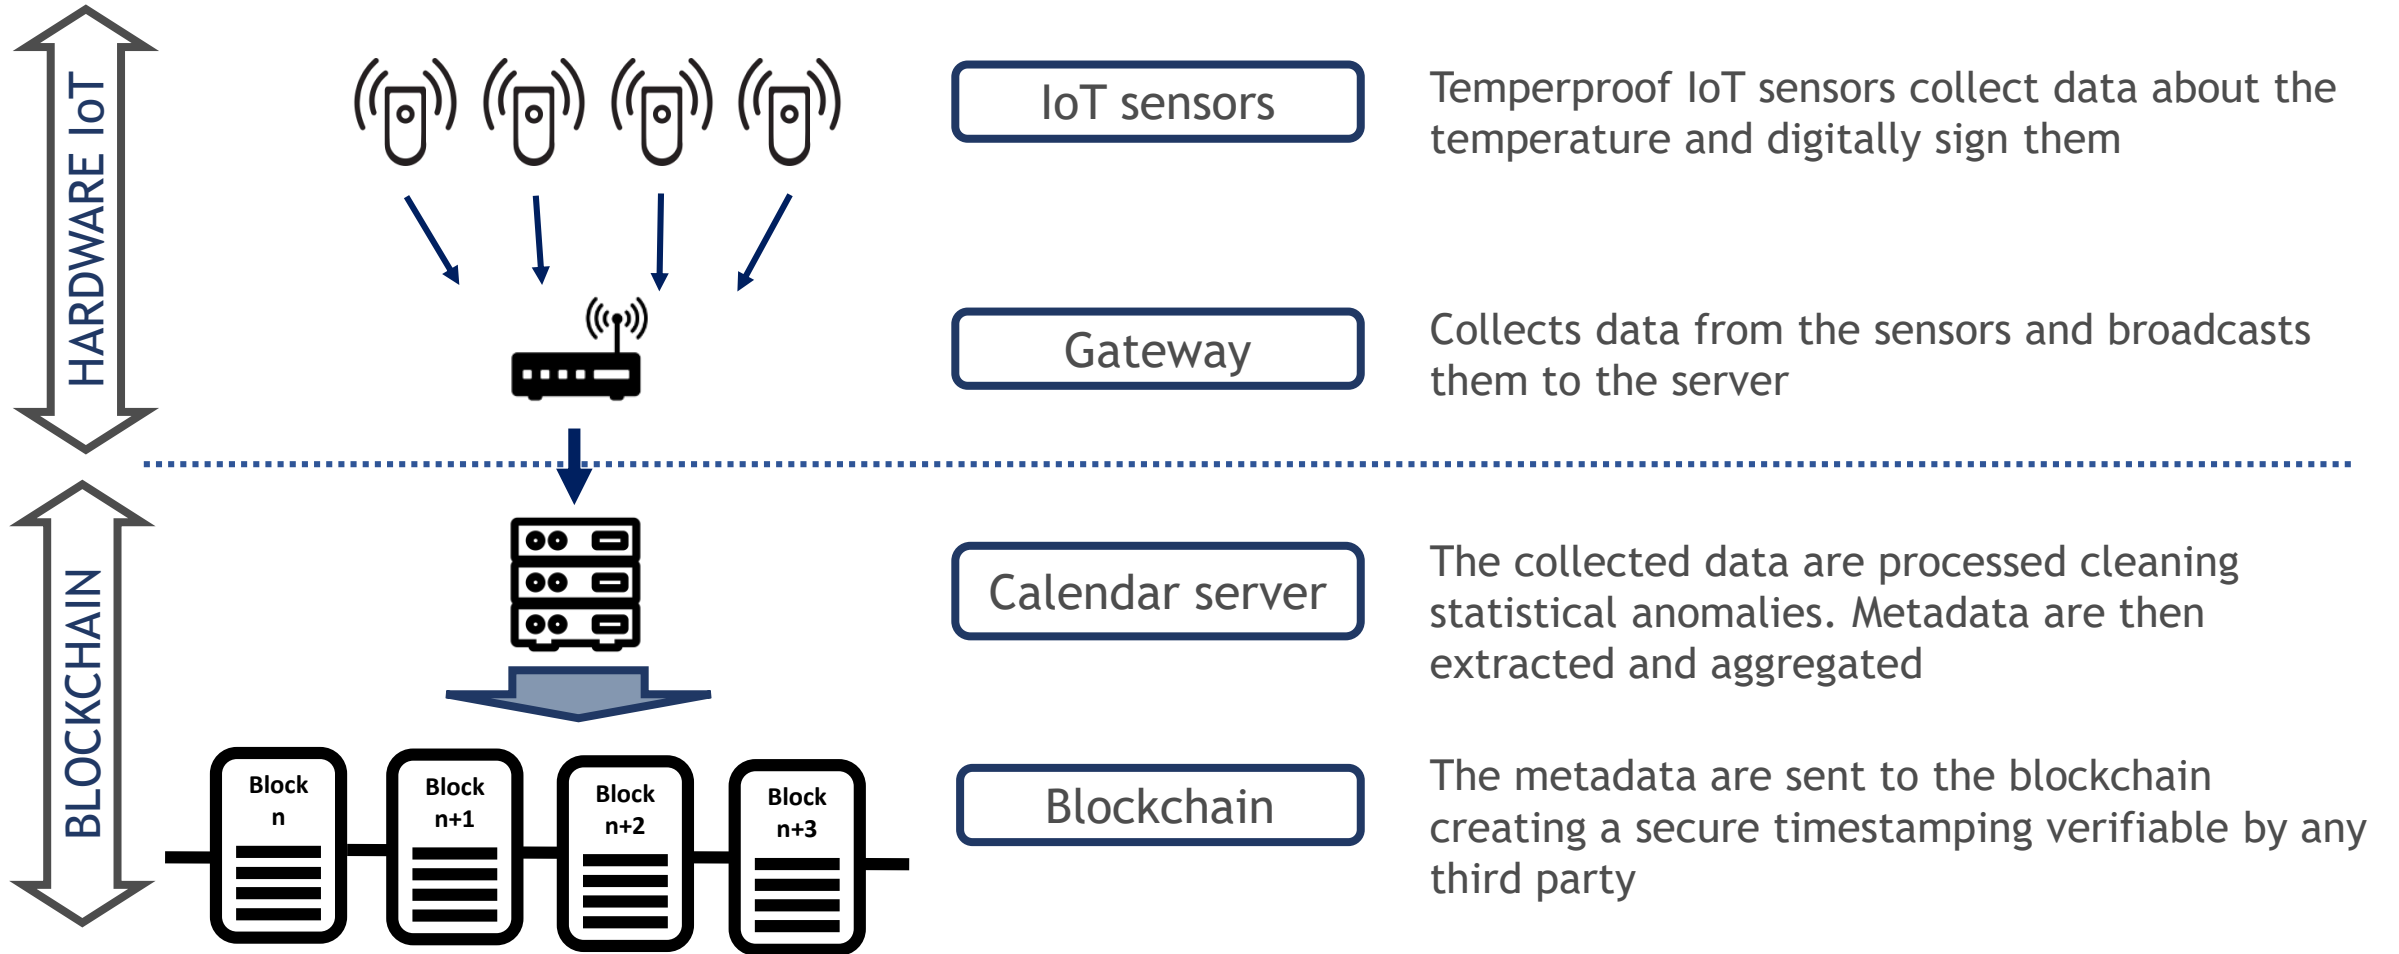 HARDWARE IoT
IoT sensors
Temperproof IoT sensors collect data about the
temperature and digitally sign them
Gateway
Collects data from the sensors and broadcasts
them to the server
BLOCKCHAIN
Calendar server
The collected data are processed cleaning
statistical anomalies. Metadata are then
extracted and aggregated
Block
n
Block
n+1
Block
n+2
Block
n+3
Blockchain
The metadata are sent to the blockchain
creating a secure timestamping verifiable by any
third party